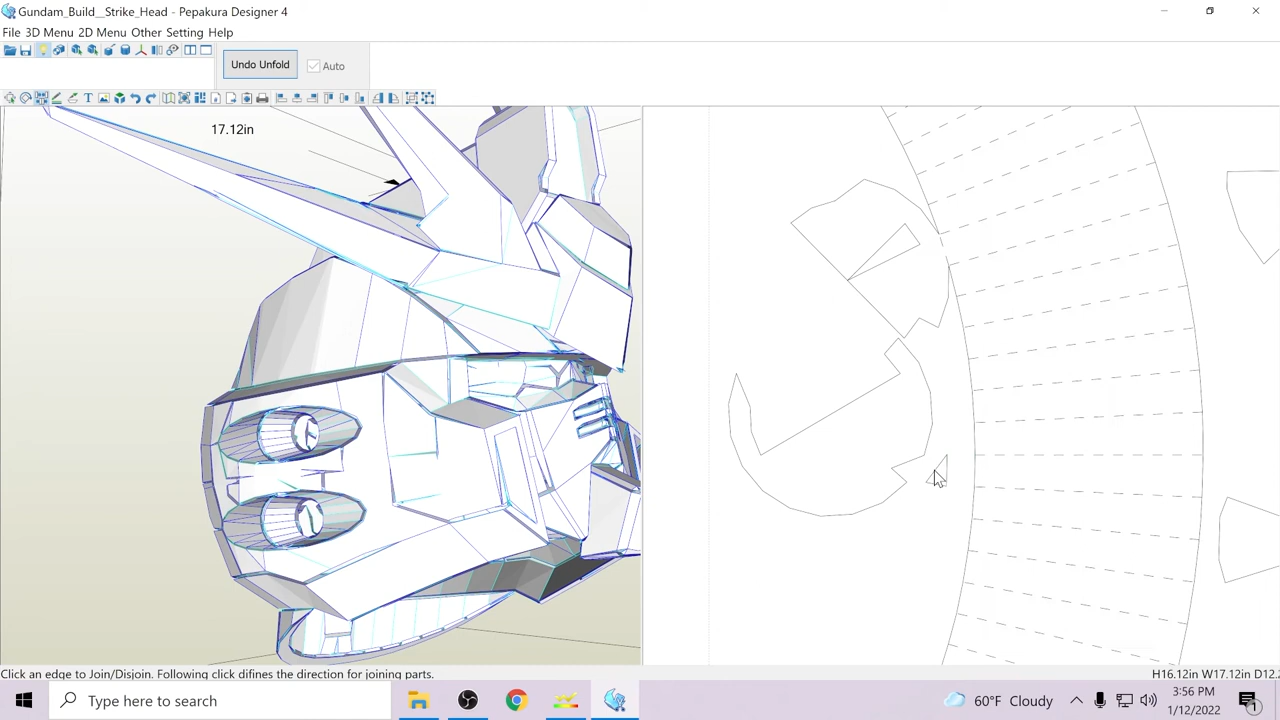 Gundam_Build__Strike_Head - Pepakura Designer 4
File 3D Menu 2D Menu Other Setting Help
Undo Unfold
Auto
17.12in
Click an edge to Join/Disjoin. Following click difines the direction for joining parts.
H16.12in W17.12in D12.
Type here to search
60°F Cloudy
3:56 PM
1/12/2022
1